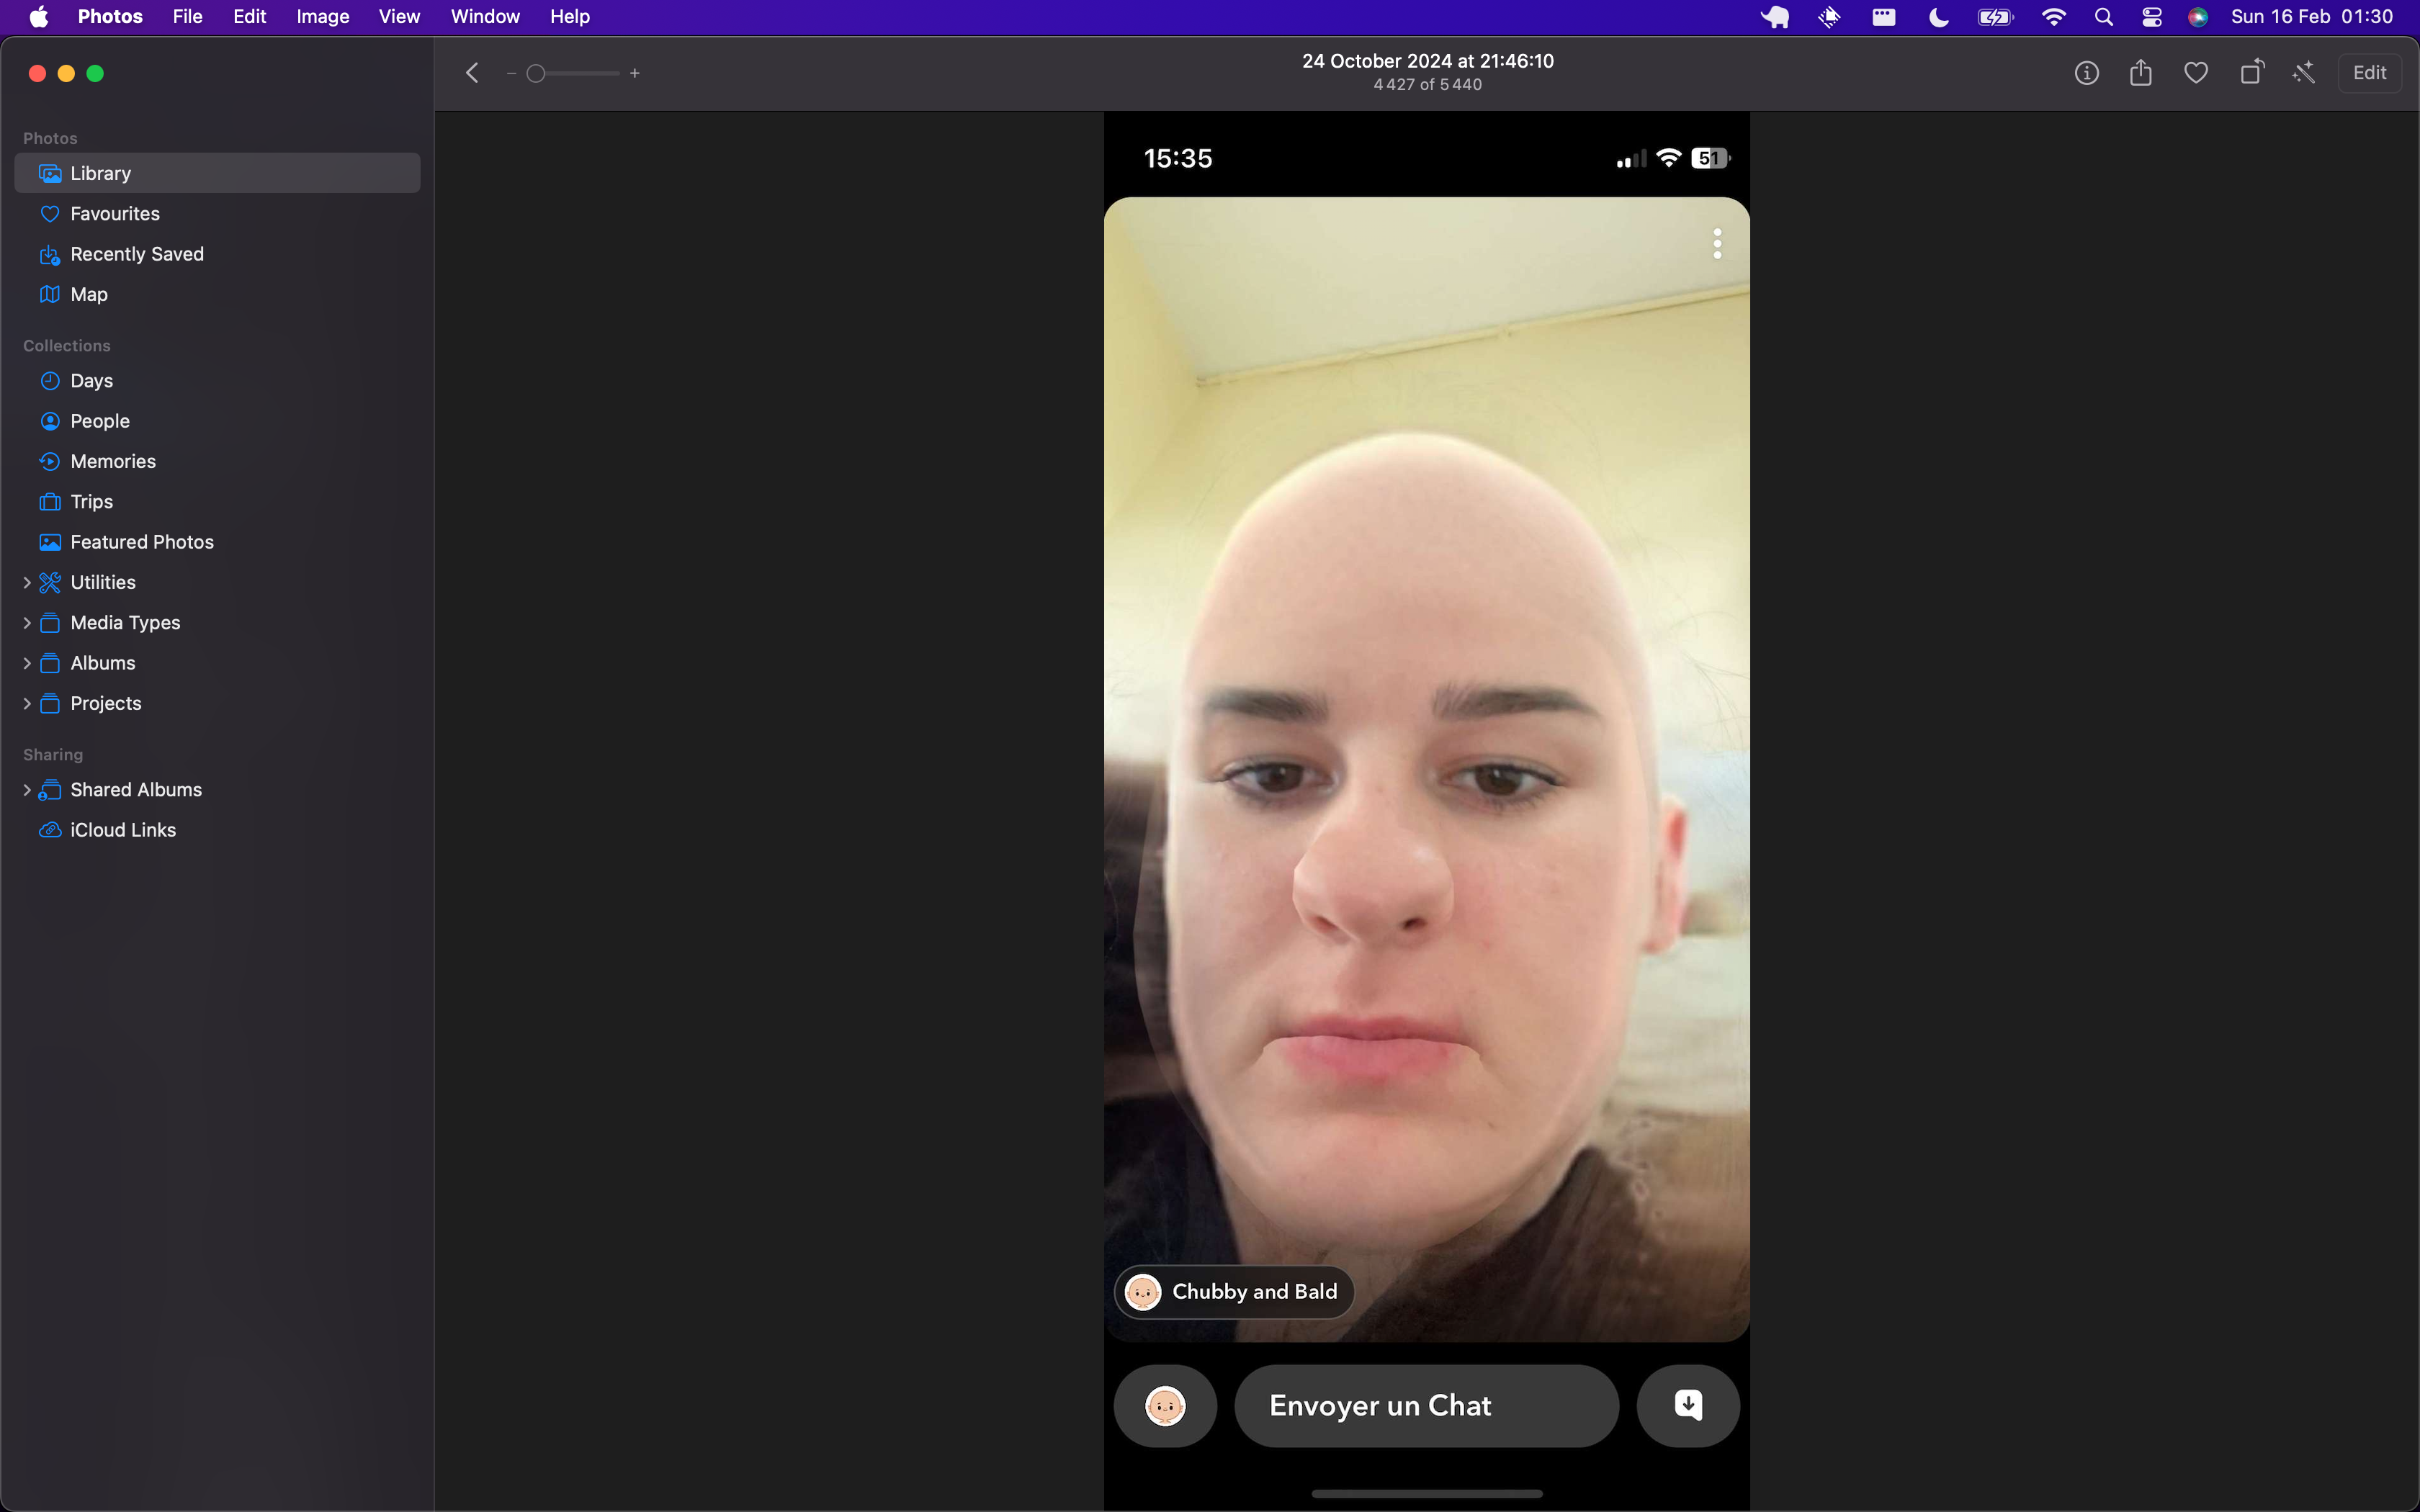 Photos File Edit Image View Window Help Sun 16 Feb 01:30
24 October 2024 at 21:46:10
4 427 of 5 440
Edit
Photos
Library
Favourites
Recently Saved
Map
Collections
Days
People
Memories
Trips
Featured Photos
Utilities
Media Types
Albums
Projects
Sharing
Shared Albums
iCloud Links
15:35 51
Chubby and Bald
Envoyer un Chat